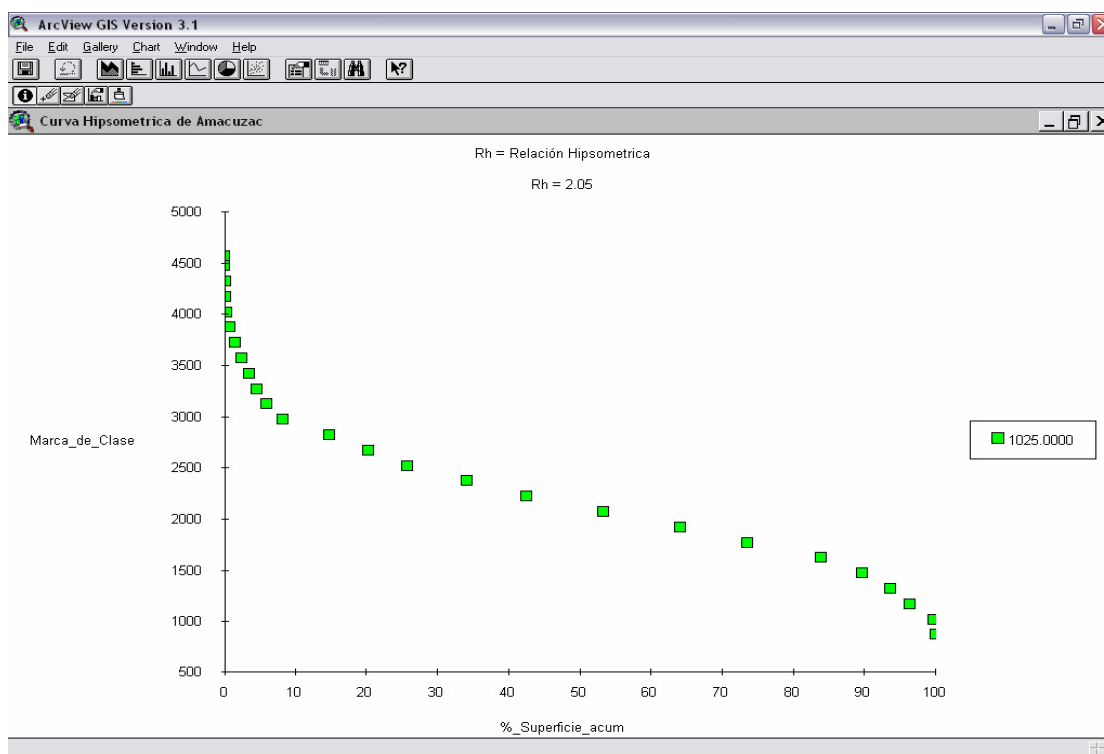 ArcView GIS Version 3.1
File Edit Gallery Chart Window Help
Curva Hipsometrica de Amacuzac
Rh = Relación Hipsometrica
Rh = 2.05
5000
4500
4000
3500
3000
Marca_de_Clase
2500
2000
1500
1000
500
1025.0000
0 10 20 30 40 50 60 70 80 90 100
%_Superficie_acum